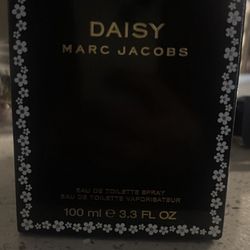 DAISY
MARC JACOBS
EAU DE TOILETTE SPRAY
EAU DE TOILETTE VAPORISATEUR
100 ml ℮ 3.3 FL OZ